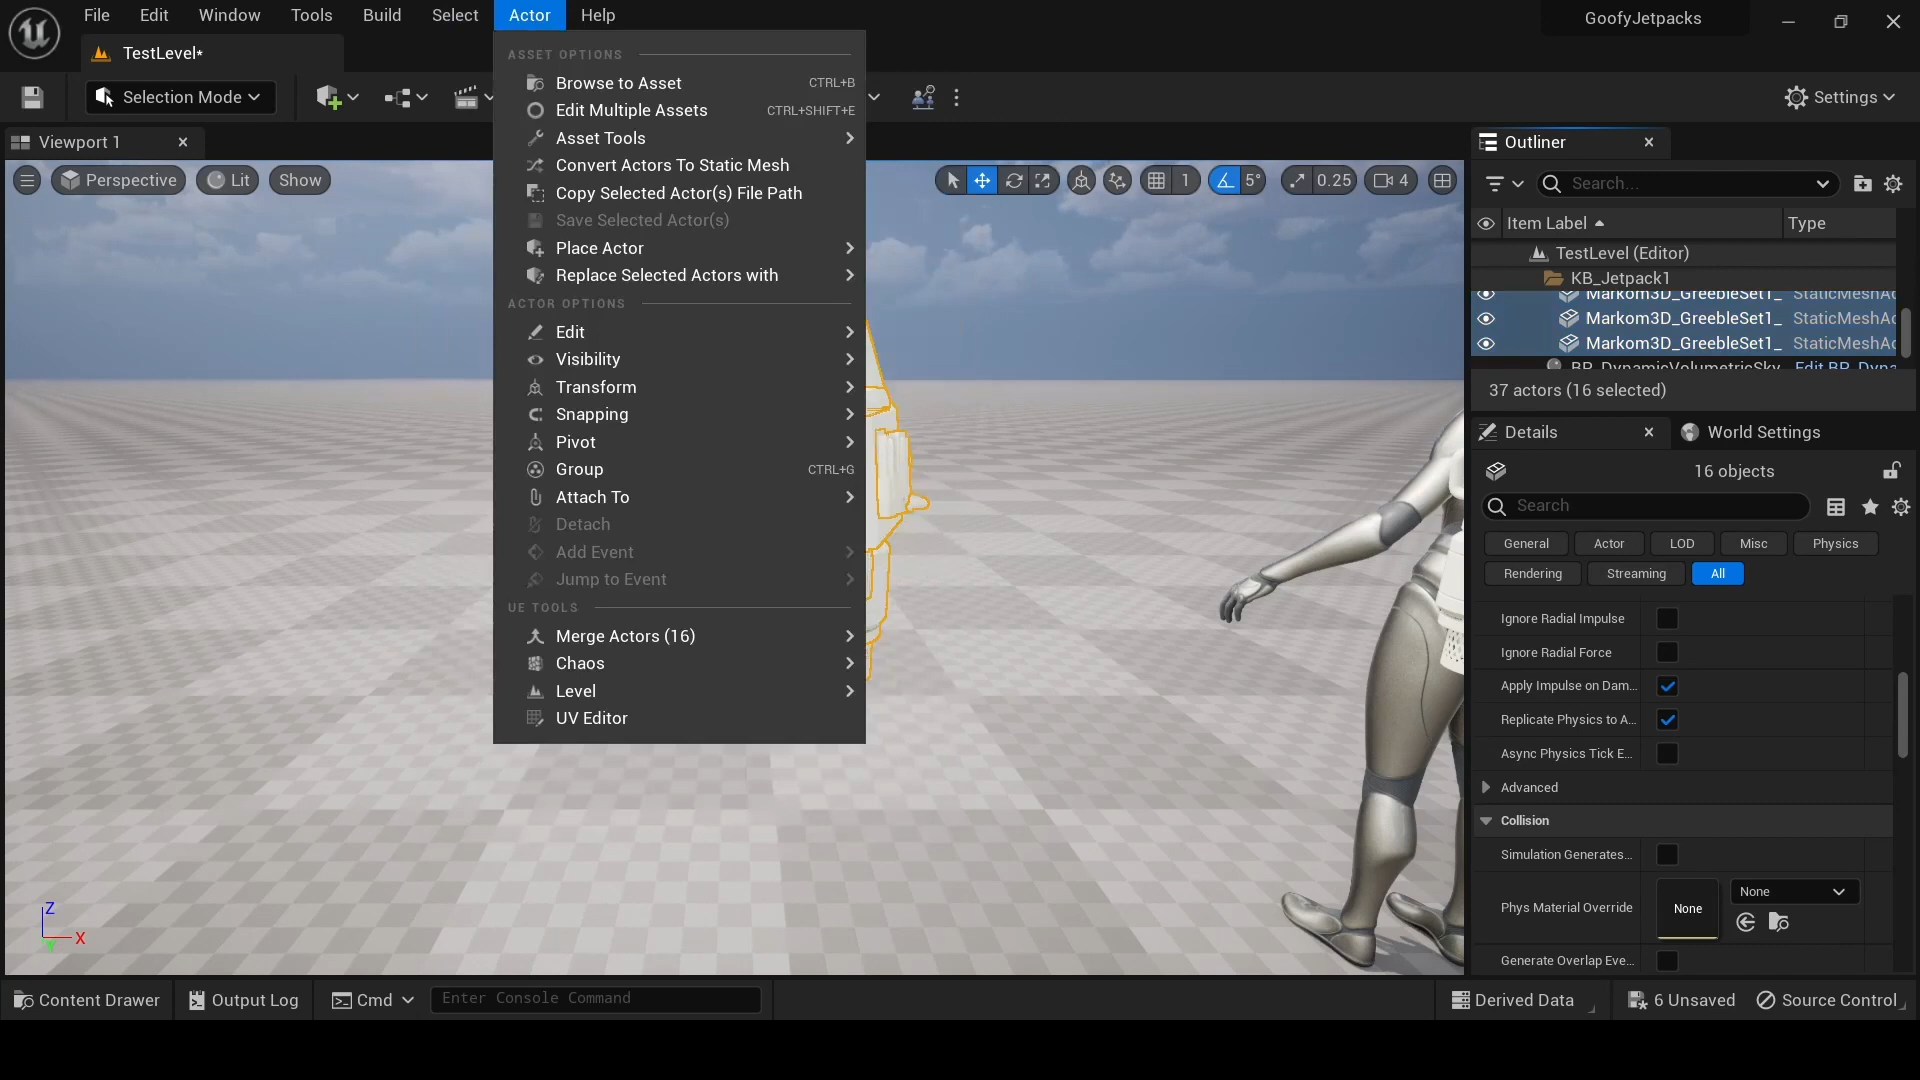 File Edit Window Tools Build Select Actor Help
GoofyJetpacks
TestLevel*
Selection Mode
Settings
Viewport 1
Perspective
Lit
Show
1
5°
0.25
4
ASSET OPTIONS
Browse to Asset CTRL+B
Edit Multiple Assets CTRL+SHIFT+E
Asset Tools
Convert Actors To Static Mesh
Copy Selected Actor(s) File Path
Save Selected Actor(s)
Place Actor
Replace Selected Actors with
ACTOR OPTIONS
Edit
Visibility
Transform
Snapping
Pivot
Group CTRL+G
Attach To
Detach
Add Event
Jump to Event
UE TOOLS
Merge Actors (16)
Chaos
Level
UV Editor
Z
X
Y
Outliner
Search...
Item Label Type
TestLevel (Editor)
KB_Jetpack1
Markom3D_GreebleSet1_ StaticMeshAc
Markom3D_GreebleSet1_ StaticMeshAc
Markom3D_GreebleSet1_ StaticMeshAc
BP_DynamicVolumetricSky Edit BP_Dyna
37 actors (16 selected)
Details
World Settings
16 objects
Search
General Actor LOD Misc Physics
Rendering Streaming All
Ignore Radial Impulse
Ignore Radial Force
Apply Impulse on Dam...
Replicate Physics to A...
Async Physics Tick E...
Advanced
Collision
Simulation Generates...
Phys Material Override
None
None
Generate Overlap Eve...
Content Drawer
Output Log
Cmd
Enter Console Command
Derived Data
6 Unsaved
Source Control